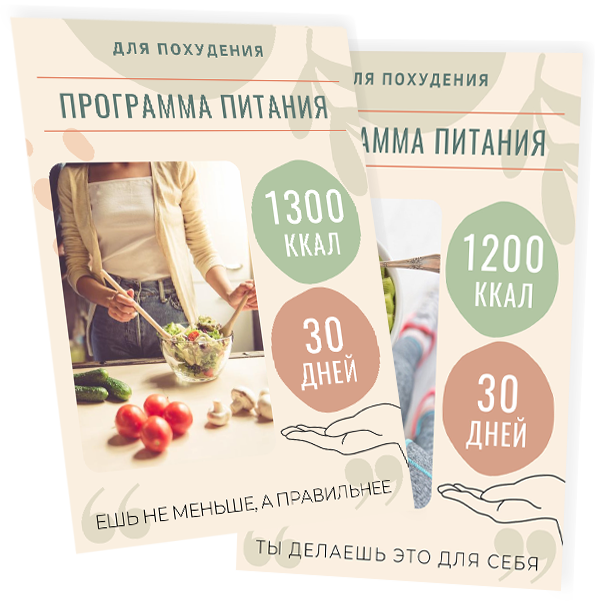 ДЛЯ ПОХУДЕНИЯ
ПРОГРАММА ПИТАНИЯ
1300
ККАЛ
30
ДНЕЙ
ЕШЬ НЕ МЕНЬШЕ, А ПРАВИЛЬНЕЕ
ДЛЯ ПОХУДЕНИЯ
АММА ПИТАНИЯ
1200
ККАЛ
30
ДНЕЙ
ТЫ ДЕЛАЕШЬ ЭТО ДЛЯ СЕБЯ